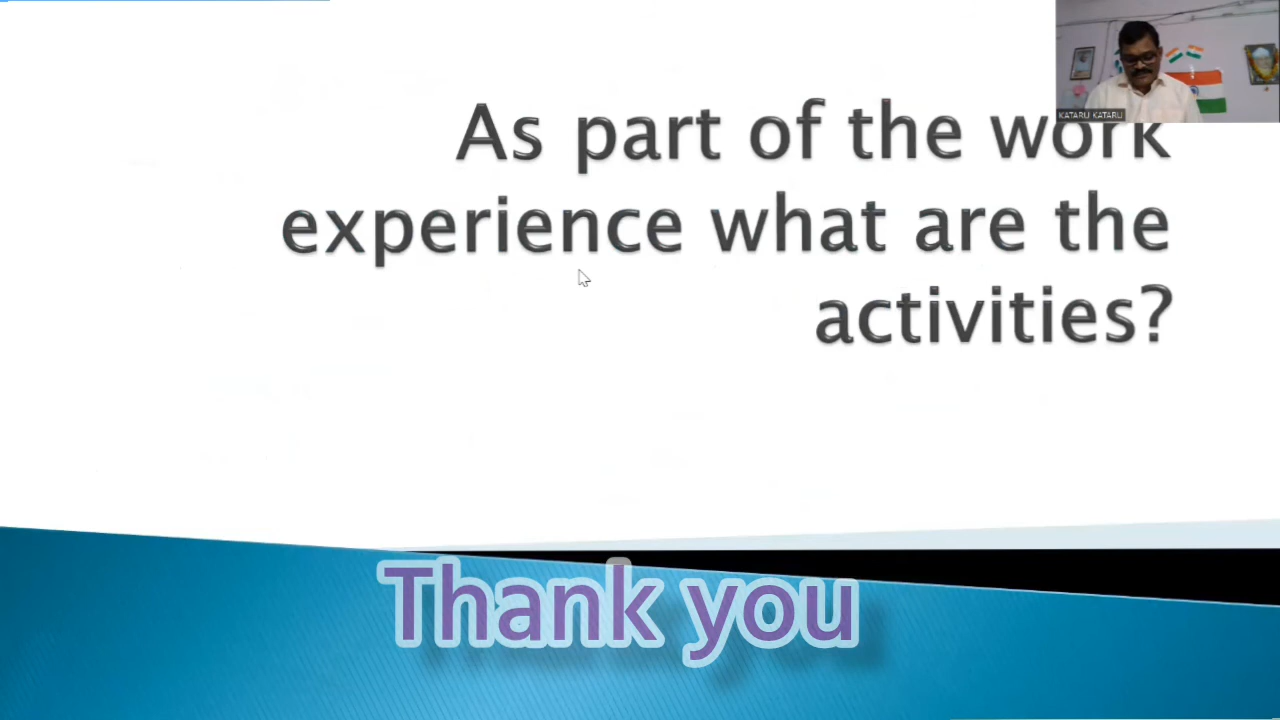 As part of the work
experience what are the
activities?
KATARU KATARU
Thank you